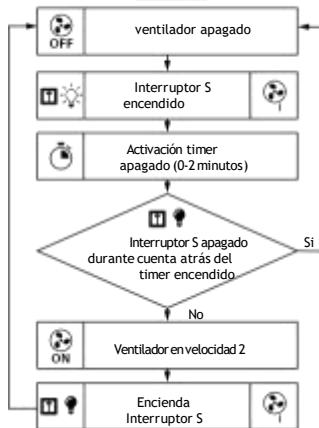 OFF
ventilador apagado
Interruptor S
encendido
Activación timer
apagado (0-2 minutos)
Interruptor S apagado
durante cuenta atrás del
timer encendido
Si
No
ON
Ventilador en velocidad 2
Encienda
Interruptor S